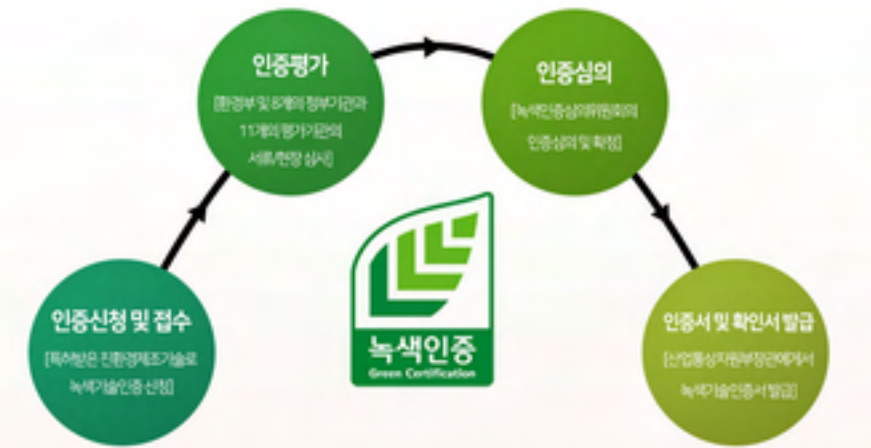 인증신청 및 접수
[특허받은 친환경제조기술로
녹색기술인증 신청]
인증평가
[환경부 및 8개의 정부기관과
11개의 평가기관의
서류/현장 심사]
인증심의
[녹색인증심의위원회의
인증심의 및 확정]
인증서 및 확인서 발급
[산업통상자원부장관에게서
녹색기술인증서 발급]
녹색인증
Green Certification